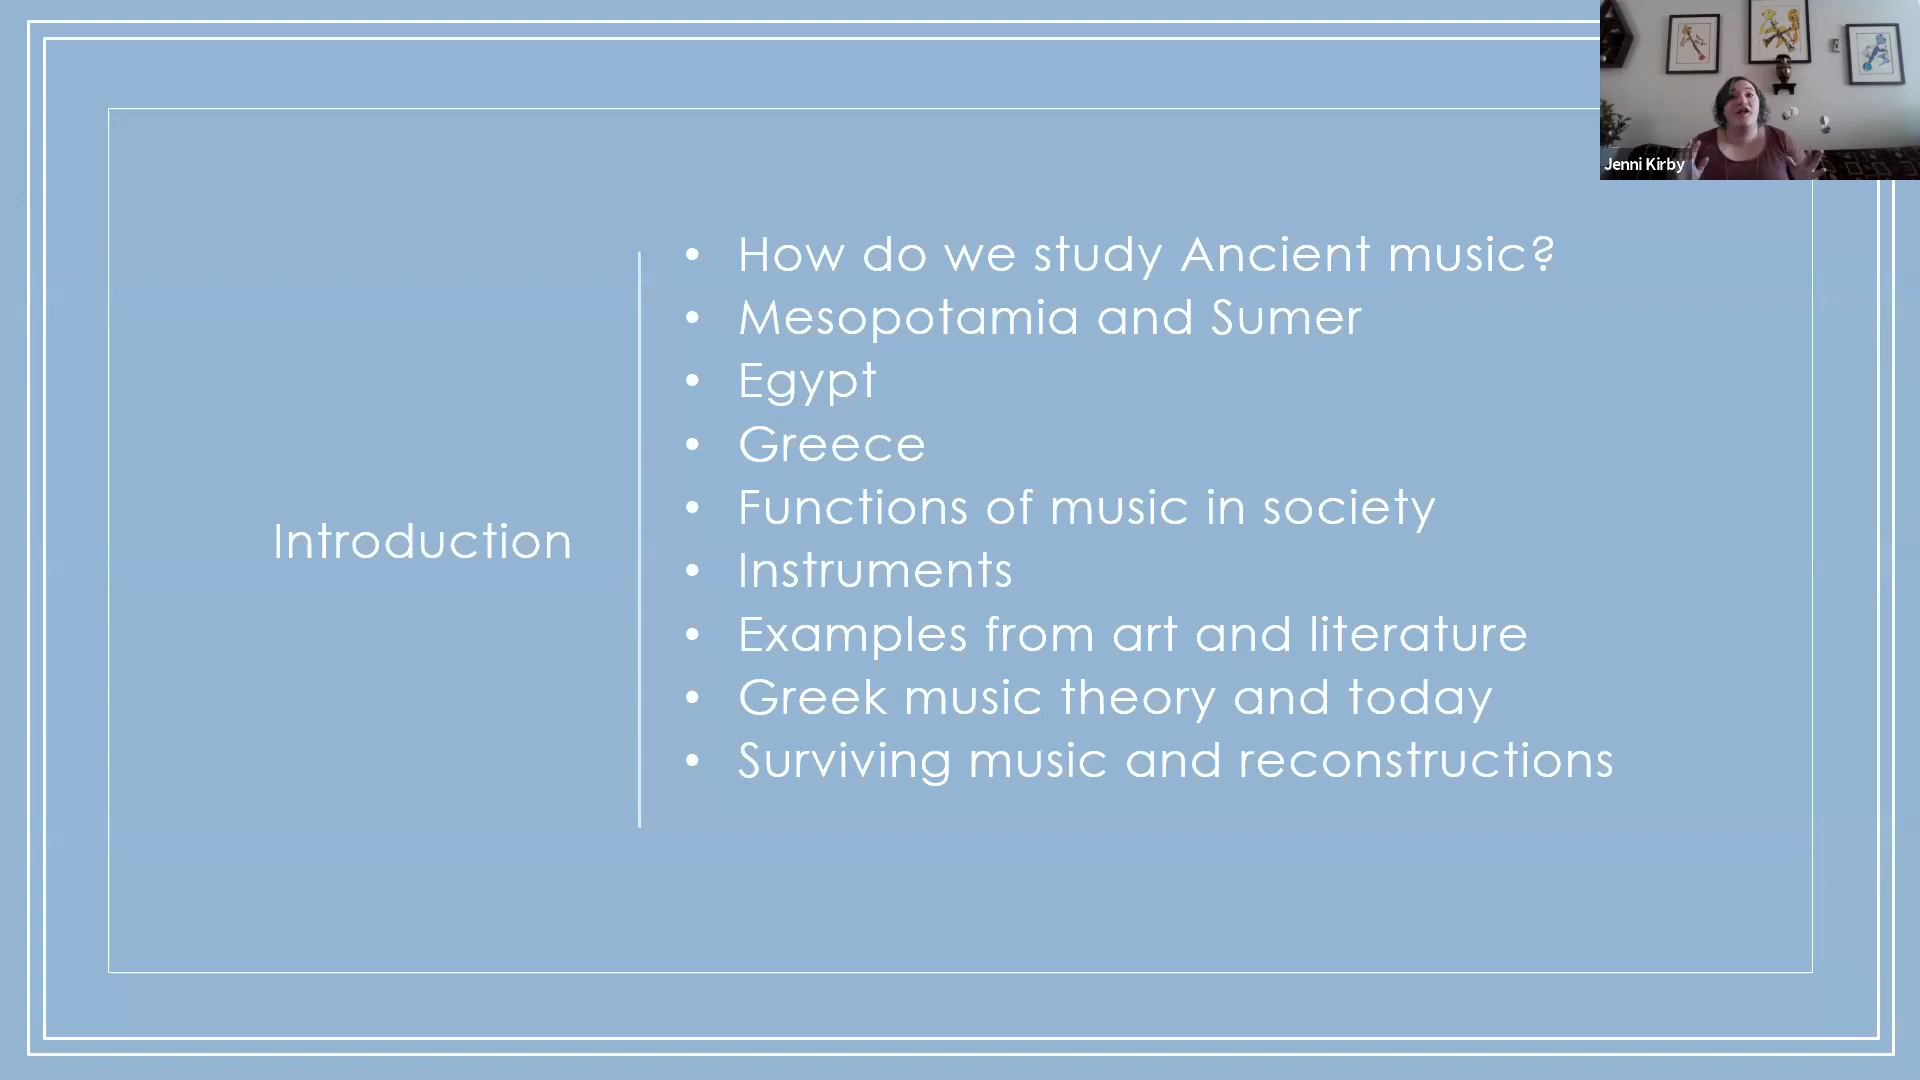 Introduction
• How do we study Ancient music?
• Mesopotamia and Sumer
• Egypt
• Greece
• Functions of music in society
• Instruments
• Examples from art and literature
• Greek music theory and today
• Surviving music and reconstructions
Jenni Kirby